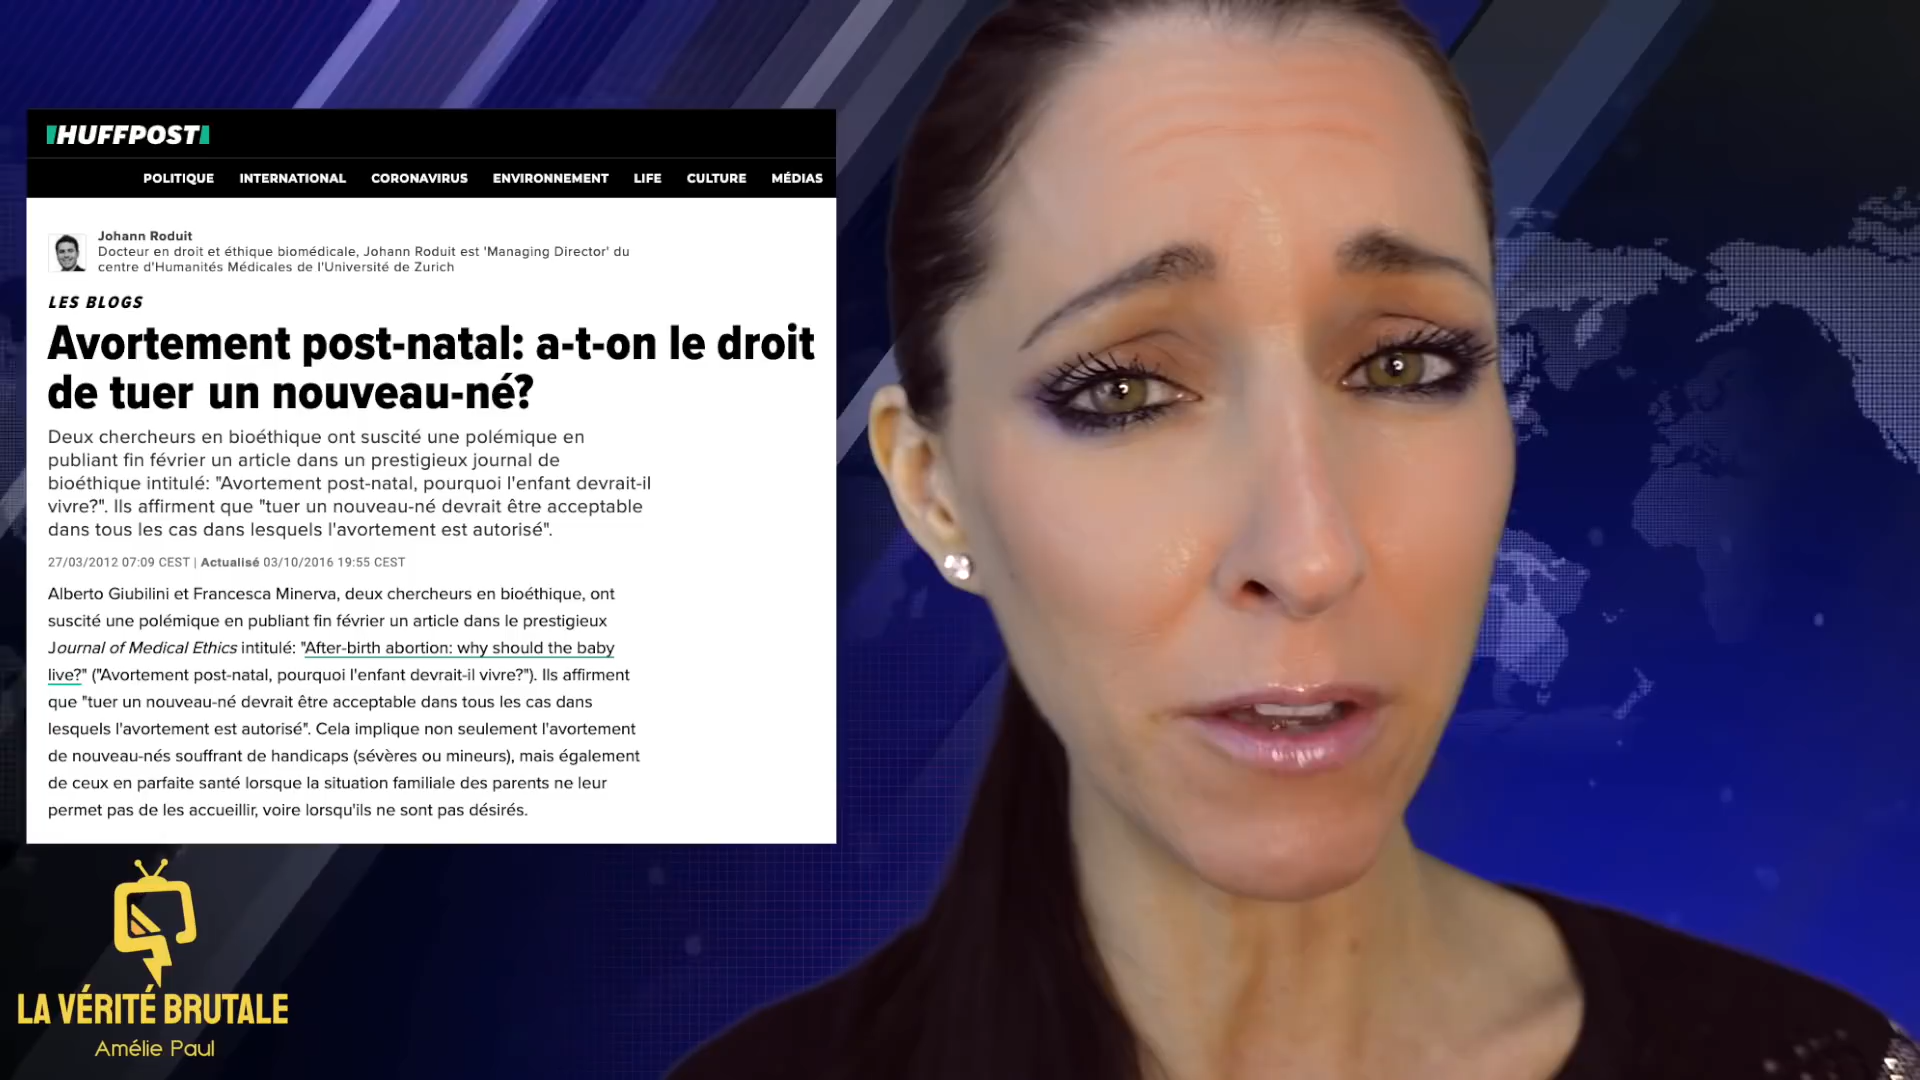 HUFFPOST
POLITIQUE INTERNATIONAL CORONAVIRUS ENVIRONNEMENT LIFE CULTURE MÉDIAS
Johann Roduit
Docteur en droit et éthique biomédicale, Johann Roduit est 'Managing Director' du
centre d'Humanités Médicales de l'Université de Zurich
LES BLOGS
Avortement post-natal: a-t-on le droit
de tuer un nouveau-né?
Deux chercheurs en bioéthique ont suscité une polémique en
publiant fin février un article dans un prestigieux journal de
bioéthique intitulé: "Avortement post-natal, pourquoi l'enfant devrait-il
vivre?". Ils affirment que "tuer un nouveau-né devrait être acceptable
dans tous les cas dans lesquels l'avortement est autorisé".
27/03/2012 07:09 CEST | Actualisé 03/10/2016 19:55 CEST
Alberto Giubilini et Francesca Minerva, deux chercheurs en bioéthique, ont
suscité une polémique en publiant fin février un article dans le prestigieux
Journal of Medical Ethics intitulé: "After-birth abortion: why should the baby
live?" ("Avortement post-natal, pourquoi l'enfant devrait-il vivre?"). Ils affirment
que "tuer un nouveau-né devrait être acceptable dans tous les cas dans
lesquels l'avortement est autorisé". Cela implique non seulement l'avortement
de nouveau-nés souffrant de handicaps (sévères ou mineurs), mais également
de ceux en parfaite santé lorsque la situation familiale des parents ne leur
permet pas de les accueillir, voire lorsqu'ils ne sont pas désirés.
LA VÉRITÉ BRUTALE
Amélie Paul